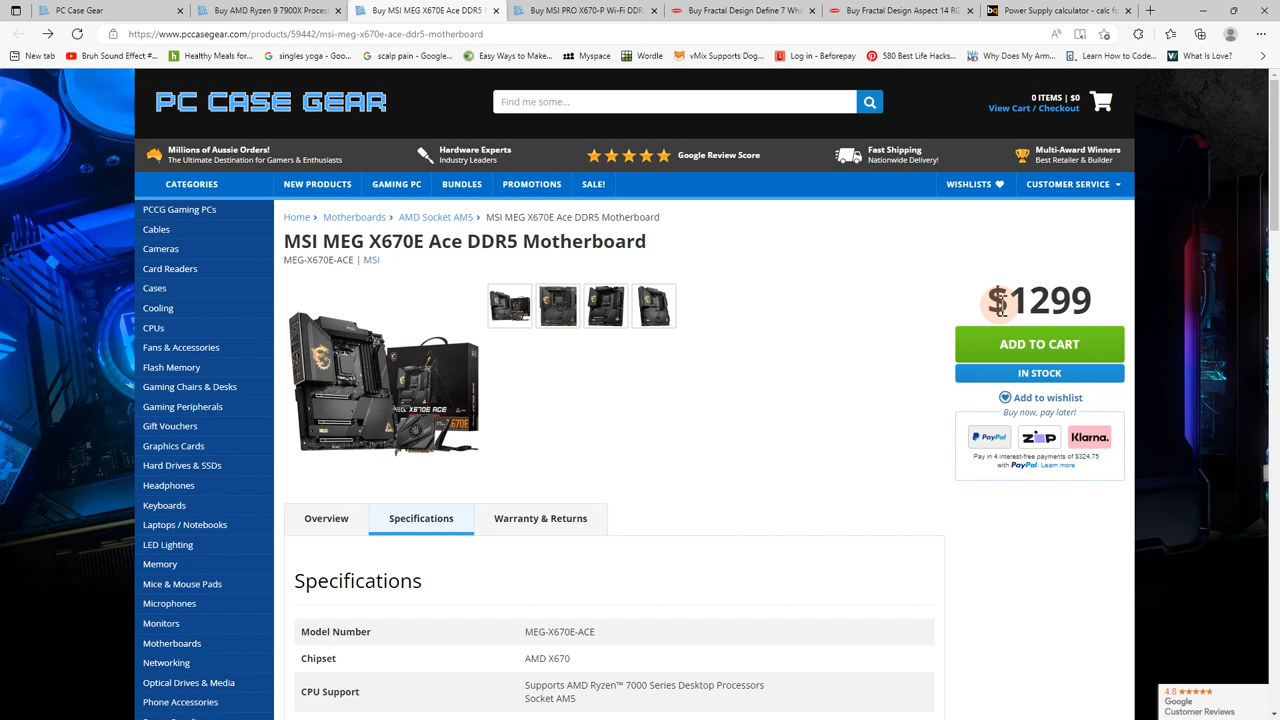 PC Case Gear
Buy AMD Ryzen 9 7900X Process
Buy MSI MEG X670E Ace DDR5 M
Buy MSI PRO X670-P Wi-Fi DDR5
Buy Fractal Design Define 7 Whit
Buy Fractal Design Aspect 14 RG
Power Supply calculator - calc fo
https://www.pccasegear.com/products/59442/msi-meg-x670e-ace-ddr5-motherboard
New tab
Bruh Sound Effect #...
Healthy Meals for...
singles yoga - Goog...
scalp pain - Google...
Easy Ways to Make...
Myspace
Wordle
vMix Supports Dog...
Log in - Beforepay
580 Best Life Hacks...
Why Does My Arm...
Learn How to Code...
What Is Love?
PC CASE GEAR
Find me some...
0 ITEMS | $0
View Cart / Checkout
Millions of Aussie Orders!
The Ultimate Destination for Gamers & Enthusiasts
Hardware Experts
Industry Leaders
Google Review Score
Fast Shipping
Nationwide Delivery!
Multi-Award Winners
Best Retailer & Builder
CATEGORIES
NEW PRODUCTS
GAMING PC
BUNDLES
PROMOTIONS
SALE!
WISHLISTS
CUSTOMER SERVICE
PCCG Gaming PCs
Cables
Cameras
Card Readers
Cases
Cooling
CPUs
Fans & Accessories
Flash Memory
Gaming Chairs & Desks
Gaming Peripherals
Gift Vouchers
Graphics Cards
Hard Drives & SSDs
Headphones
Keyboards
Laptops / Notebooks
LED Lighting
Memory
Mice & Mouse Pads
Microphones
Monitors
Motherboards
Networking
Optical Drives & Media
Phone Accessories
Home › Motherboards › AMD Socket AM5 › MSI MEG X670E Ace DDR5 Motherboard
MSI MEG X670E Ace DDR5 Motherboard
MEG-X670E-ACE | MSI
$1299
ADD TO CART
IN STOCK
Add to wishlist
Buy now, pay later!
PayPal
Zip
Klarna.
Pay in 4 interest-free payments of $324.75
with PayPal. Learn more
Overview
Specifications
Warranty & Returns
Specifications
Model Number
MEG-X670E-ACE
Chipset
AMD X670
CPU Support
Supports AMD Ryzen™ 7000 Series Desktop Processors
Socket AM5
4.8
Google
Customer Reviews